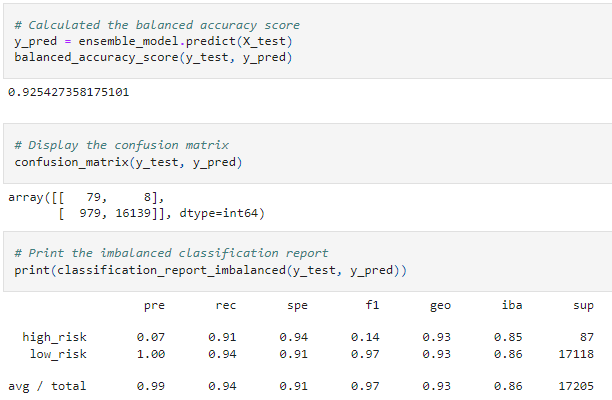 # Calculated the balanced accuracy score
y_pred = ensemble_model.predict(X_test)
balanced_accuracy_score(y_test, y_pred)
0.925427358175101
# Display the confusion matrix
confusion_matrix(y_test, y_pred)
array([[   79,     8],
       [  979, 16139]], dtype=int64)
# Print the imbalanced classification report
print(classification_report_imbalanced(y_test, y_pred))
                   pre       rec       spe        f1       geo       iba       sup
  high_risk       0.07      0.91      0.94      0.14      0.93      0.85        87
   low_risk       1.00      0.94      0.91      0.97      0.93      0.86     17118
avg / total       0.99      0.94      0.91      0.97      0.93      0.86     17205